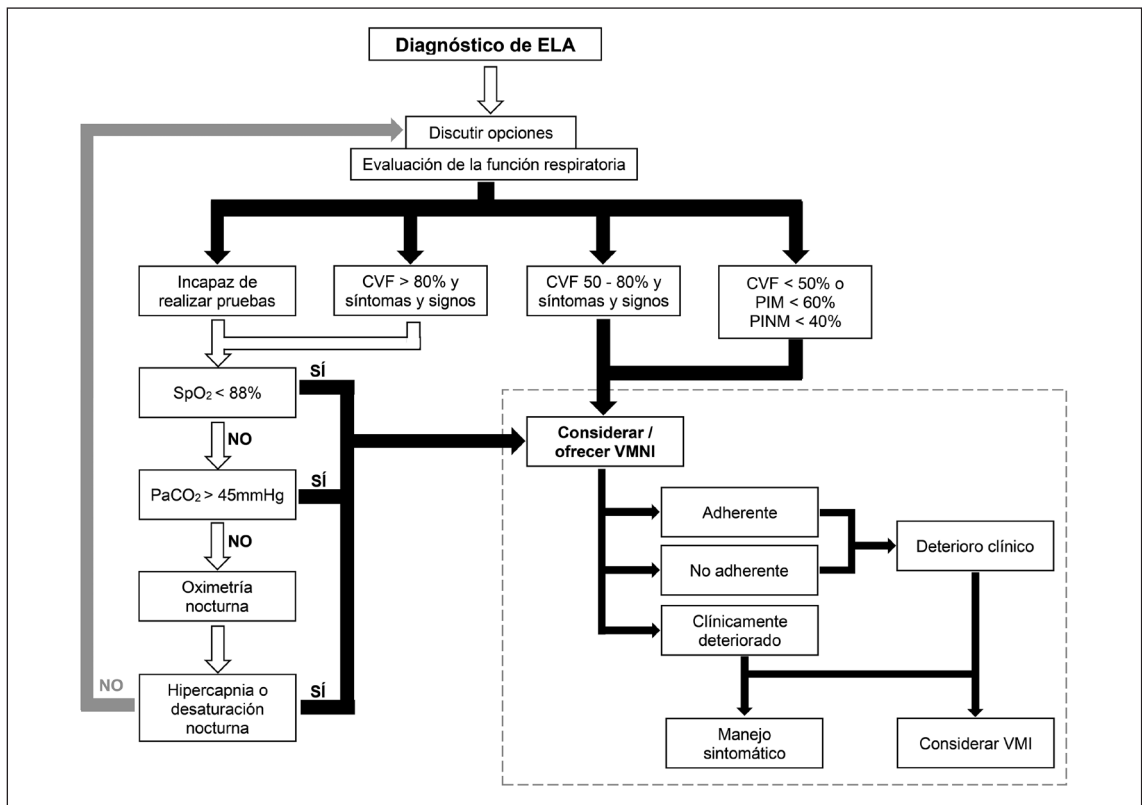 Diagnóstico de ELA
Discutir opciones
Evaluación de la función respiratoria
Incapaz de
realizar pruebas
CVF > 80% y
síntomas y signos
CVF 50 - 80% y
síntomas y signos
CVF < 50% o
PIM < 60%
PINM < 40%
SpO₂ < 88%
SÍ
NO
PaCO₂ > 45mmHg
SÍ
NO
Oximetría
nocturna
Hipercapnia o
desaturación
nocturna
SÍ
NO
Considerar /
ofrecer VMNI
Adherente
No adherente
Clínicamente
deteriorado
Deterioro clínico
Manejo
sintomático
Considerar VMI